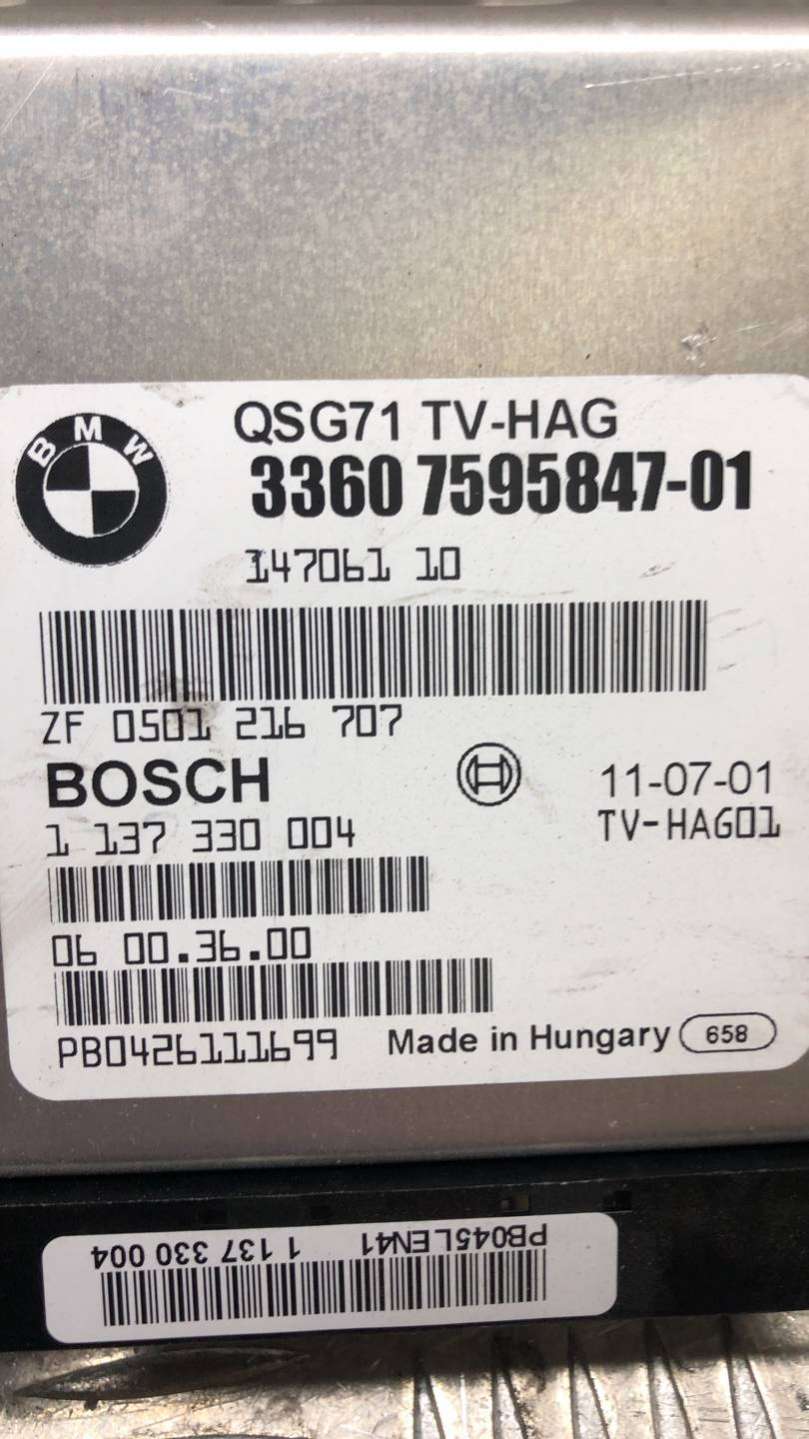 BMW
QSG71 TV-HAG
3360 7595847-01
147061 10
ZF 0501 216 707
BOSCH
11-07-01
1 137 330 004
TV-HAG01
06 00.36.00
PB0426111699
Made in Hungary 658
PB045LEN41 1 137 330 004